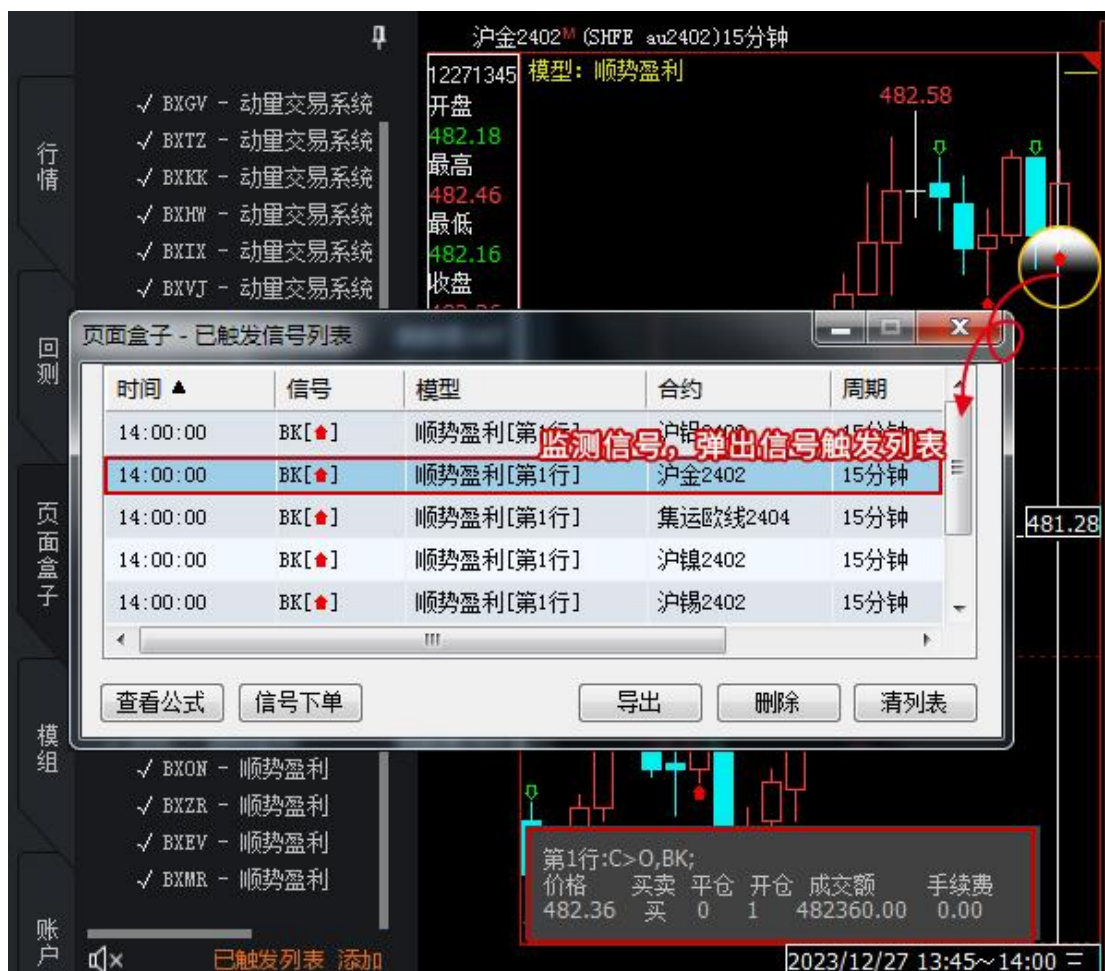 沪金2402M (SHFE au2402)15分钟
12271345
模型：顺势盈利
开盘
482.18
最高
482.46
最低
482.16
收盘
482.58
行情
回测
页面盒子
模组
账户
✓ BXGV - 动量交易系统
✓ BXTZ - 动量交易系统
✓ BXKK - 动量交易系统
✓ BXHW - 动量交易系统
✓ BXIX - 动量交易系统
✓ BXVJ - 动量交易系统
页面盒子 - 已触发信号列表
时间 ▲ 信号 模型 合约 周期
14:00:00 BK[⬆] 顺势盈利[第1行]
监测信号，弹出信号触发列表
14:00:00 BK[⬆] 顺势盈利[第1行] 沪金2402 15分钟
14:00:00 BK[⬆] 顺势盈利[第1行] 集运欧线2404 15分钟
14:00:00 BK[⬆] 顺势盈利[第1行] 沪镍2402 15分钟
14:00:00 BK[⬆] 顺势盈利[第1行] 沪锡2402 15分钟
查看公式 信号下单 导出 删除 清列表
481.28
✓ BXON - 顺势盈利
✓ BXZR - 顺势盈利
✓ BXEV - 顺势盈利
✓ BXMR - 顺势盈利
第1行:C>O,BK;
价格 买卖 平仓 开仓 成交额 手续费
482.36 买 0 1 482360.00 0.00
已触发列表 添加
2023/12/27 13:45~14:00 三